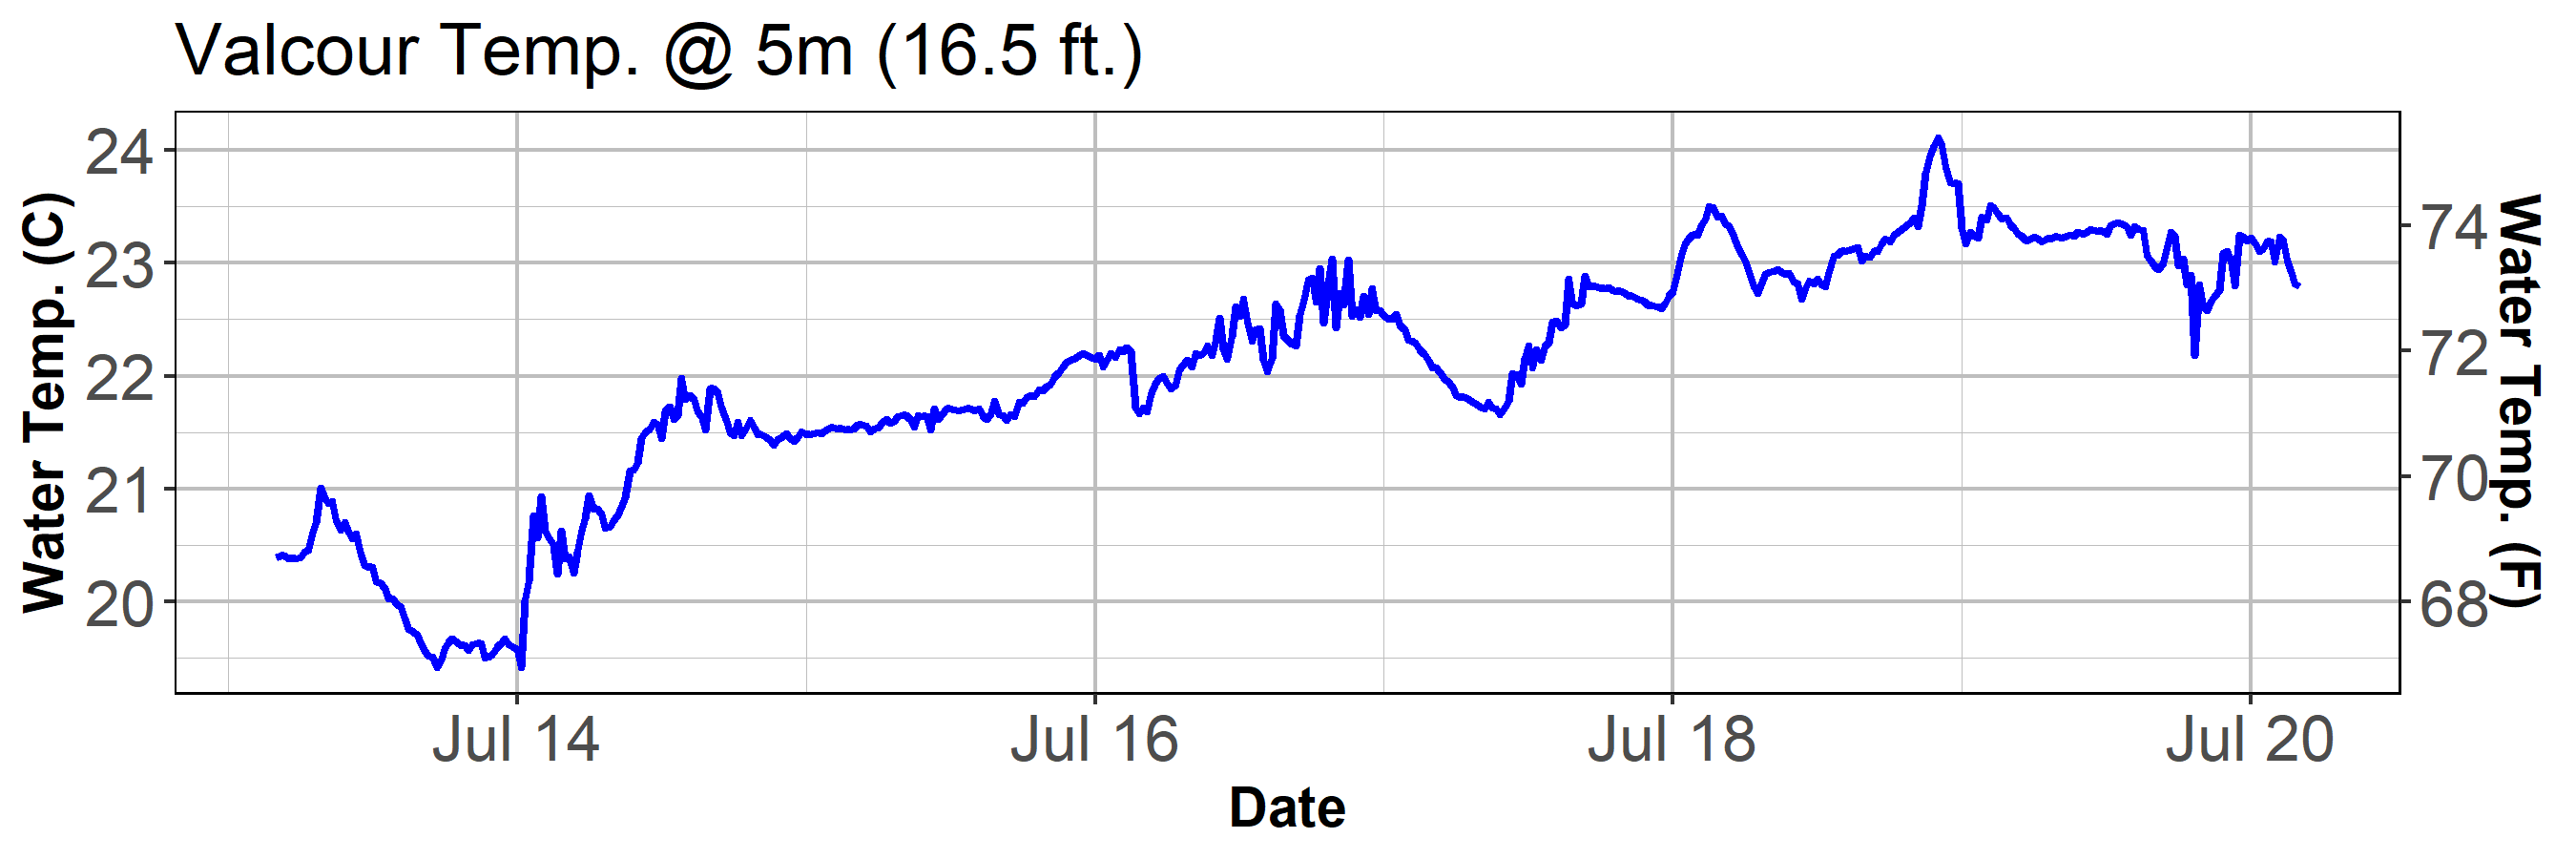 Valcour Temp. @ 5m (16.5 ft.)
Water Temp. (C)
24
23
22
21
20
74
72
70
68
Water Temp. (F)
Jul 14
Jul 16
Jul 18
Jul 20
Date